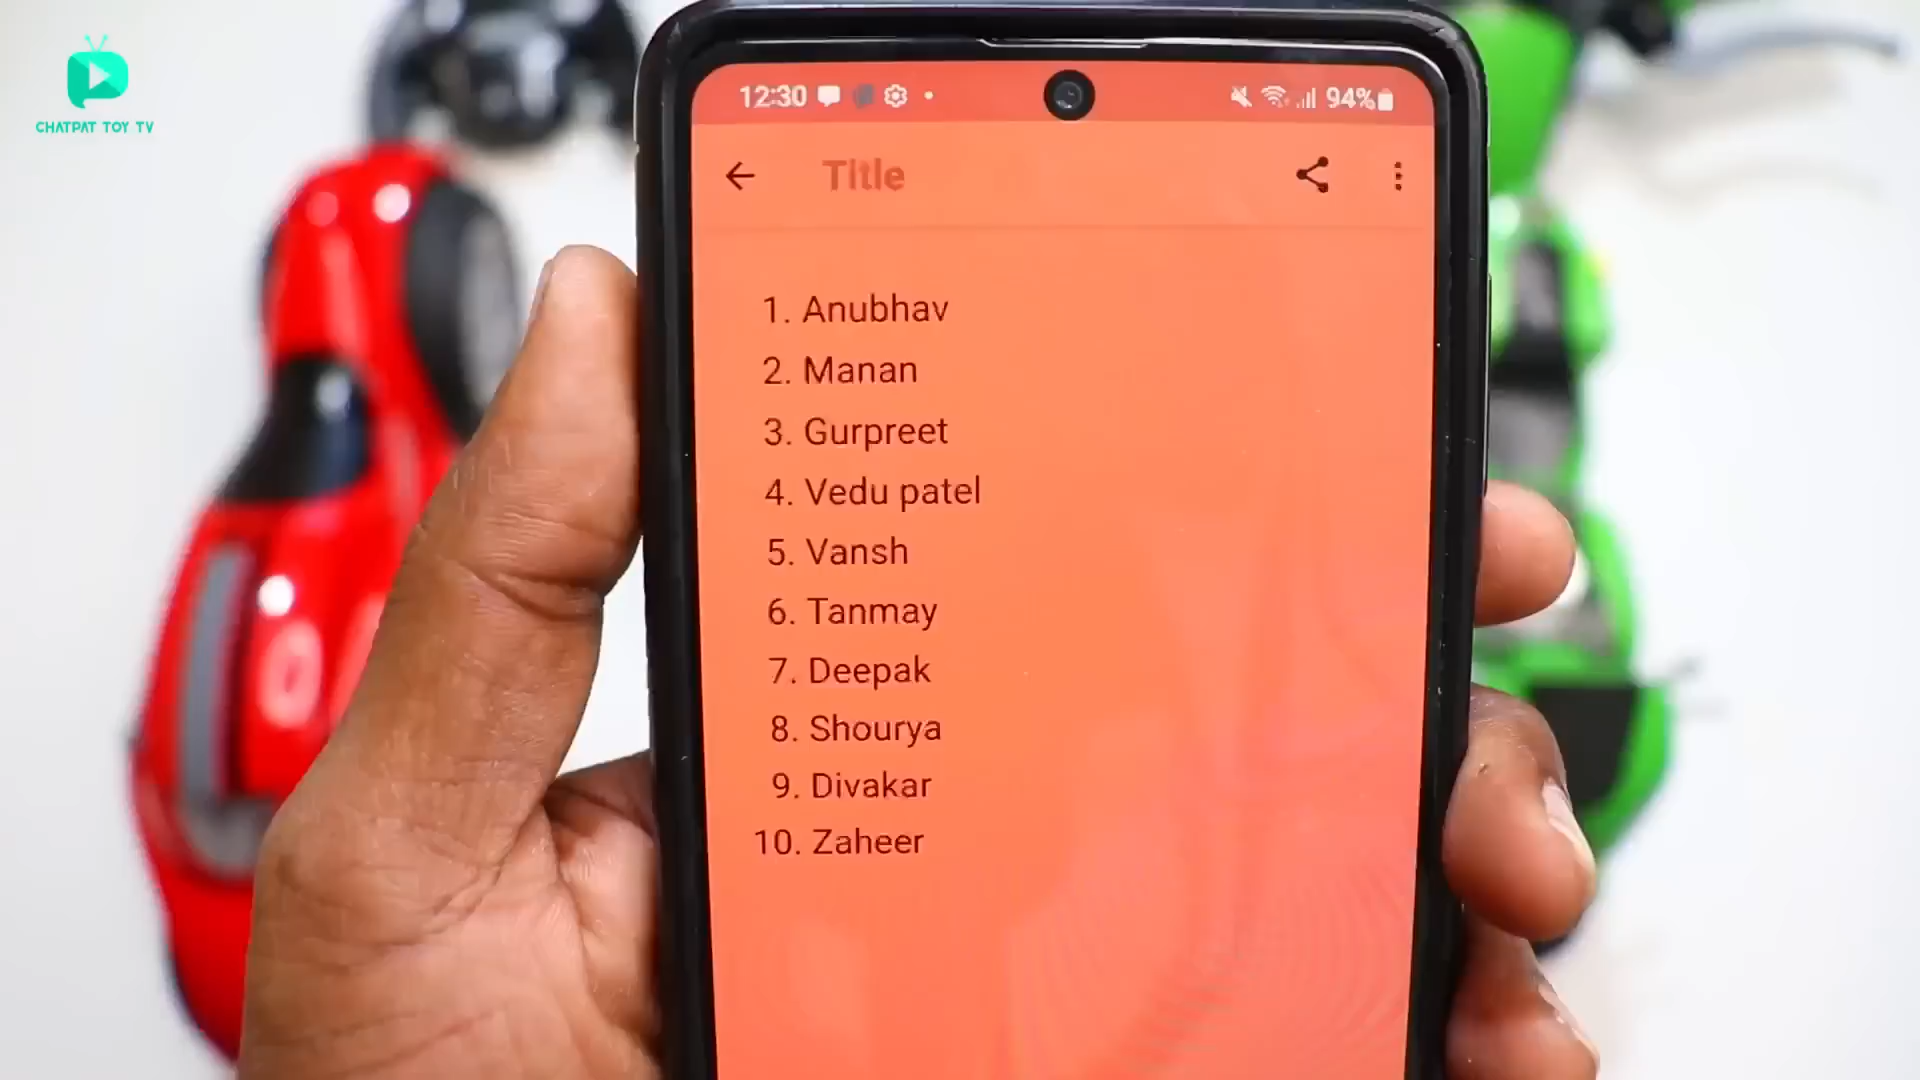 CHATPAT TOY TV
12:30 94%
Title
1. Anubhav
2. Manan
3. Gurpreet
4. Vedu patel
5. Vansh
6. Tanmay
7. Deepak
8. Shourya
9. Divakar
10. Zaheer